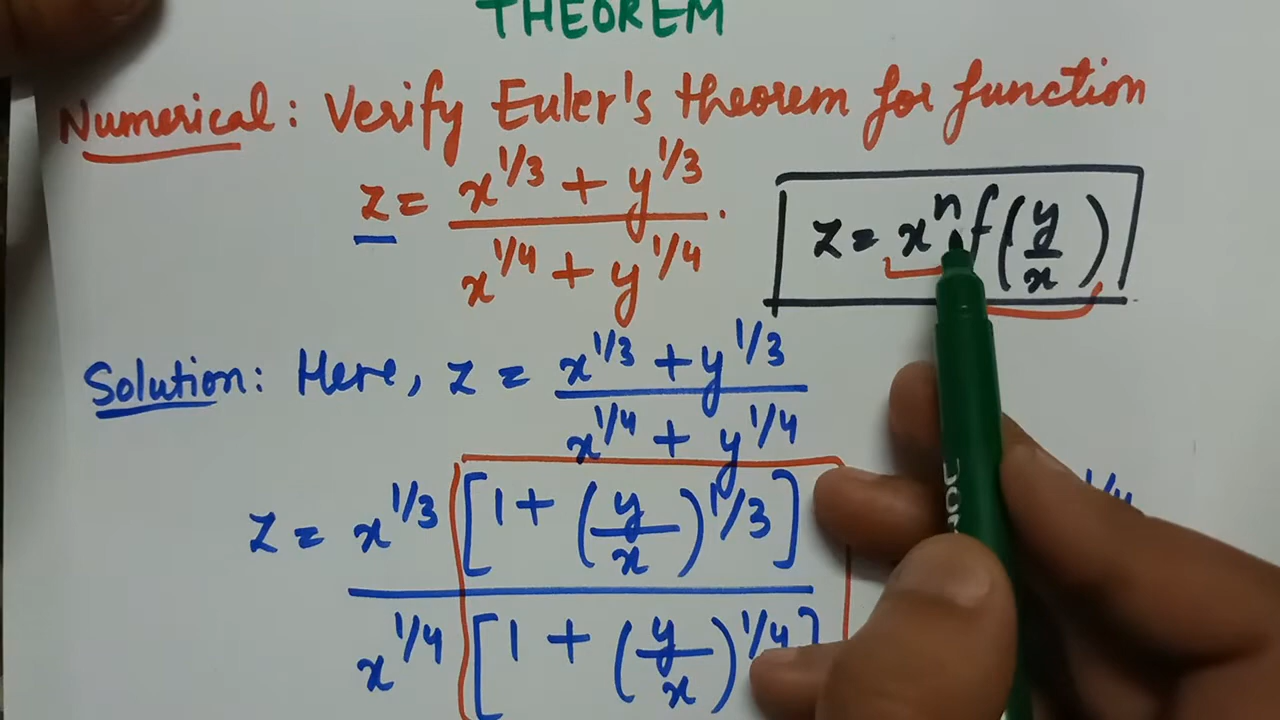 THEOREM
Numerical: Verify Euler's theorem for function
z = x^1/3 + y^1/3 / x^1/4 + y^1/4 .
z = x^n f(y/x)
Solution: Here, z = x^1/3 + y^1/3 / x^1/4 + y^1/4
z = x^1/3 [1 + (y/x)^1/3] / x^1/4 [1 + (y/x)^1/4]